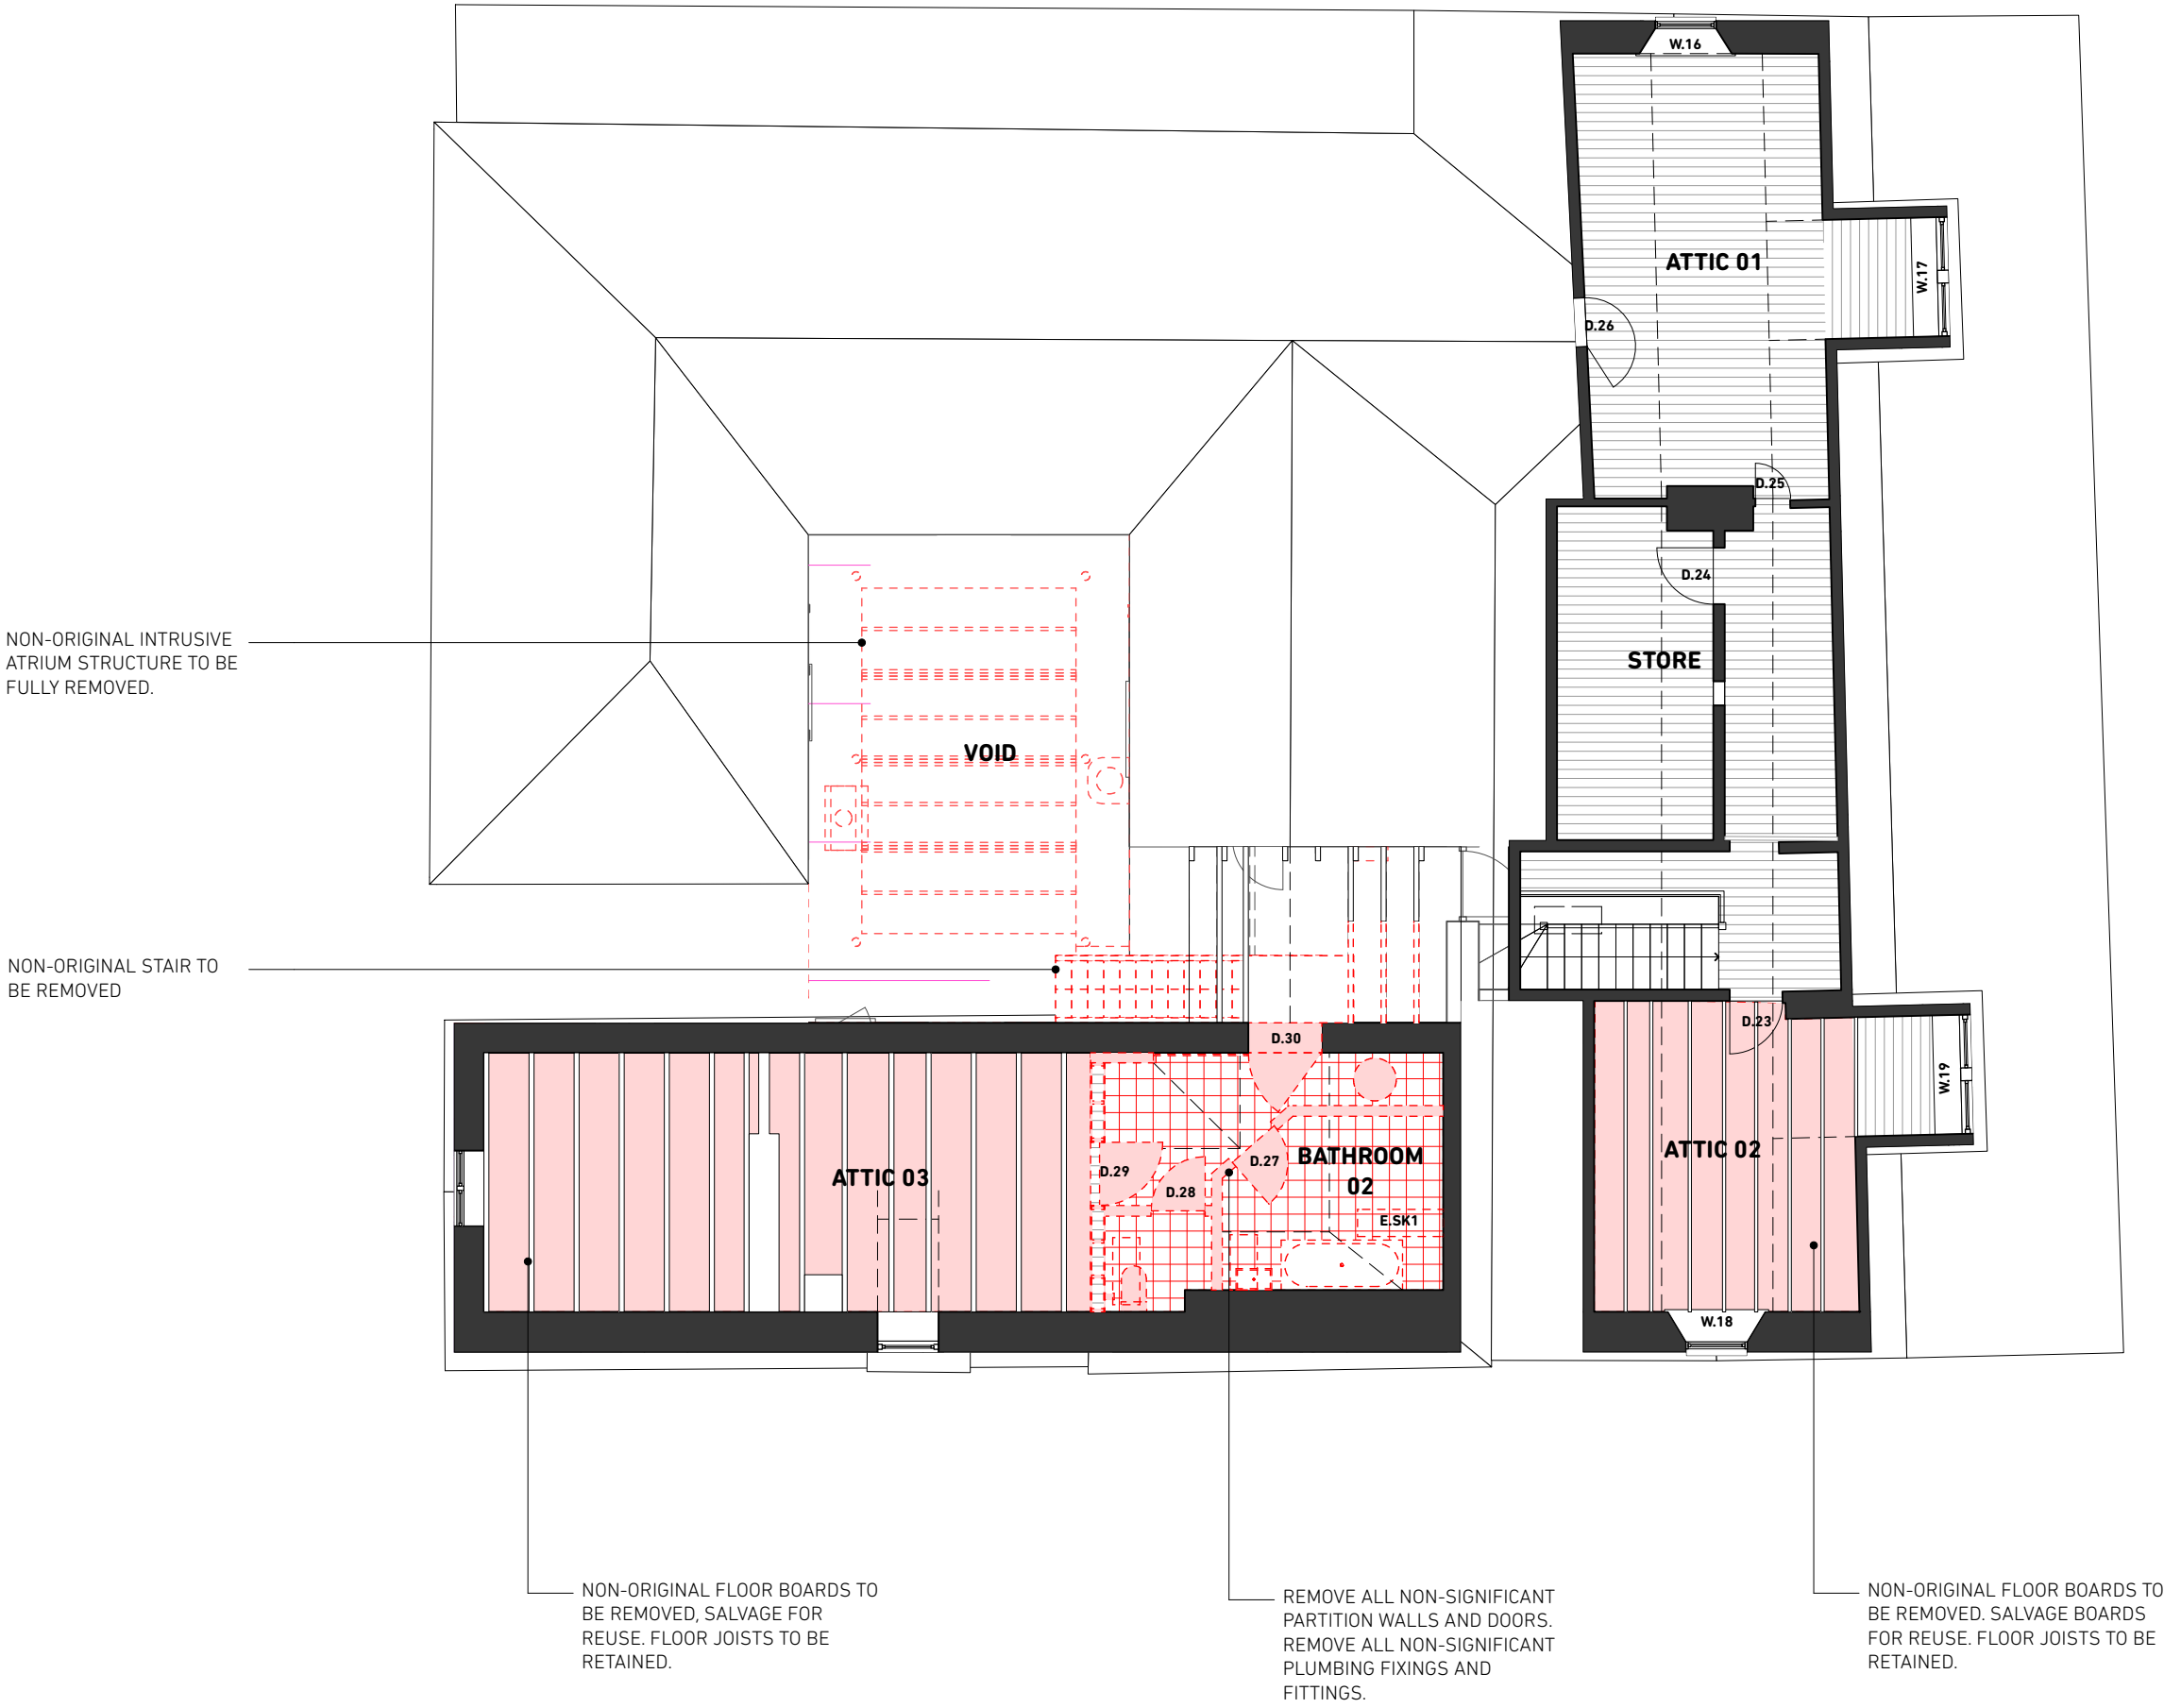 W.16
ATTIC 01
W.17
D.26
D.25
D.24
NON-ORIGINAL INTRUSIVE
ATRIUM STRUCTURE TO BE
FULLY REMOVED.
STORE
VOID
NON-ORIGINAL STAIR TO
BE REMOVED
D.23
D.30
W.19
ATTIC 03
D.29
D.28
D.27
BATHROOM
02
E.SK1
ATTIC 02
W.18
NON-ORIGINAL FLOOR BOARDS TO
BE REMOVED, SALVAGE FOR
REUSE. FLOOR JOISTS TO BE
RETAINED.
REMOVE ALL NON-SIGNIFICANT
PARTITION WALLS AND DOORS.
REMOVE ALL NON-SIGNIFICANT
PLUMBING FIXINGS AND
FITTINGS.
NON-ORIGINAL FLOOR BOARDS TO
BE REMOVED. SALVAGE BOARDS
FOR REUSE. FLOOR JOISTS TO BE
RETAINED.